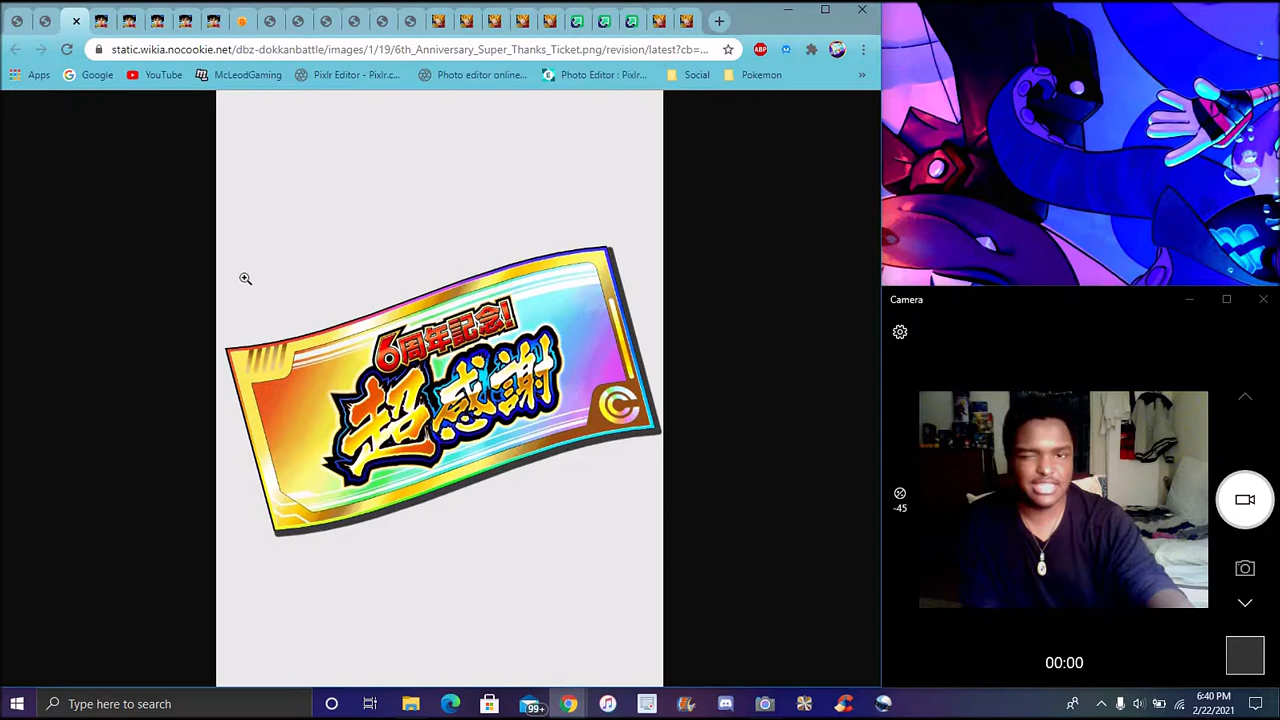 static.wikia.nocookie.net/dbz-dokkanbattle/images/1/19/6th_Anniversary_Super_Thanks_Ticket.png/revision/latest?cb=...
ABP
Apps
Google
YouTube
McLeodGaming
Pixlr Editor - Pixlr.c...
Photo editor online...
Photo Editor : Pixlr...
Social
Pokemon
»
6周年記念!
超感謝
C
Camera
-45
00:00
Type here to search
99+
6:40 PM
2/22/2021